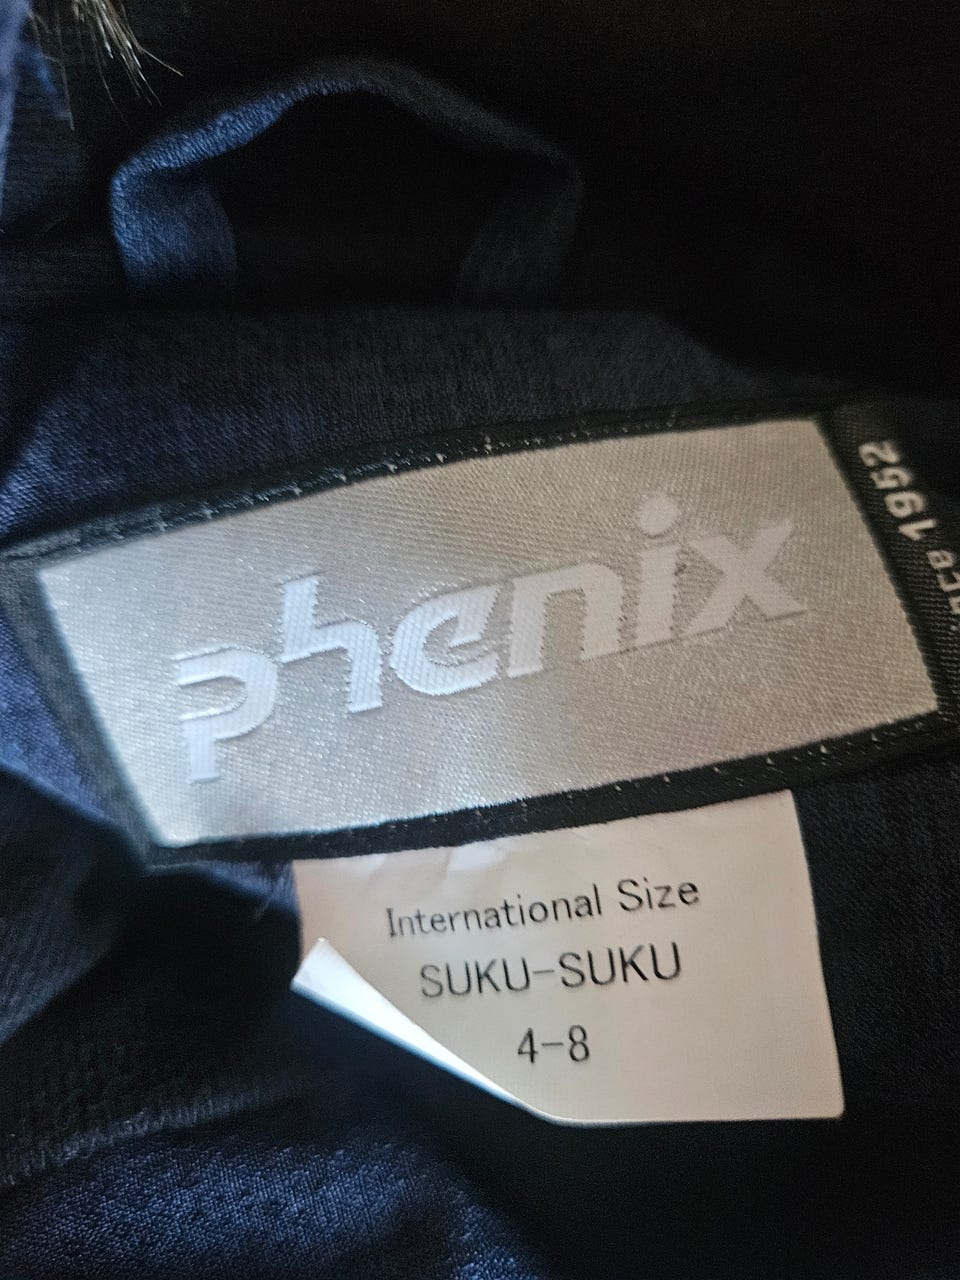 phenix
1952
International Size
SUKU-SUKU
4-8